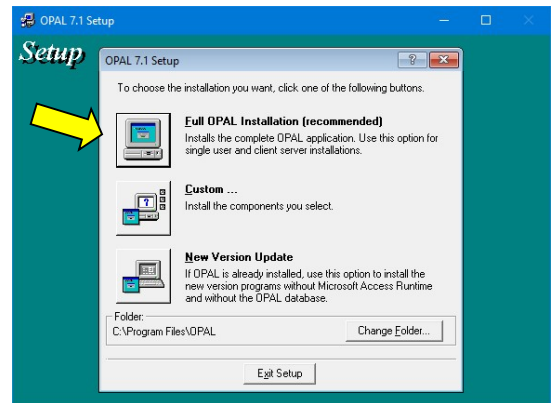 OPAL 7.1 Setup
Setup
OPAL 7.1 Setup
To choose the installation you want, click one of the following buttons.
Full OPAL Installation (recommended)
Installs the complete OPAL application. Use this option for
single user and client server installations.
Custom ...
Install the components you select.
New Version Update
If OPAL is already installed, use this option to install the
new version programs without Microsoft Access Runtime
and without the OPAL database.
Folder:
C:\Program Files\OPAL
Change Folder...
Exit Setup